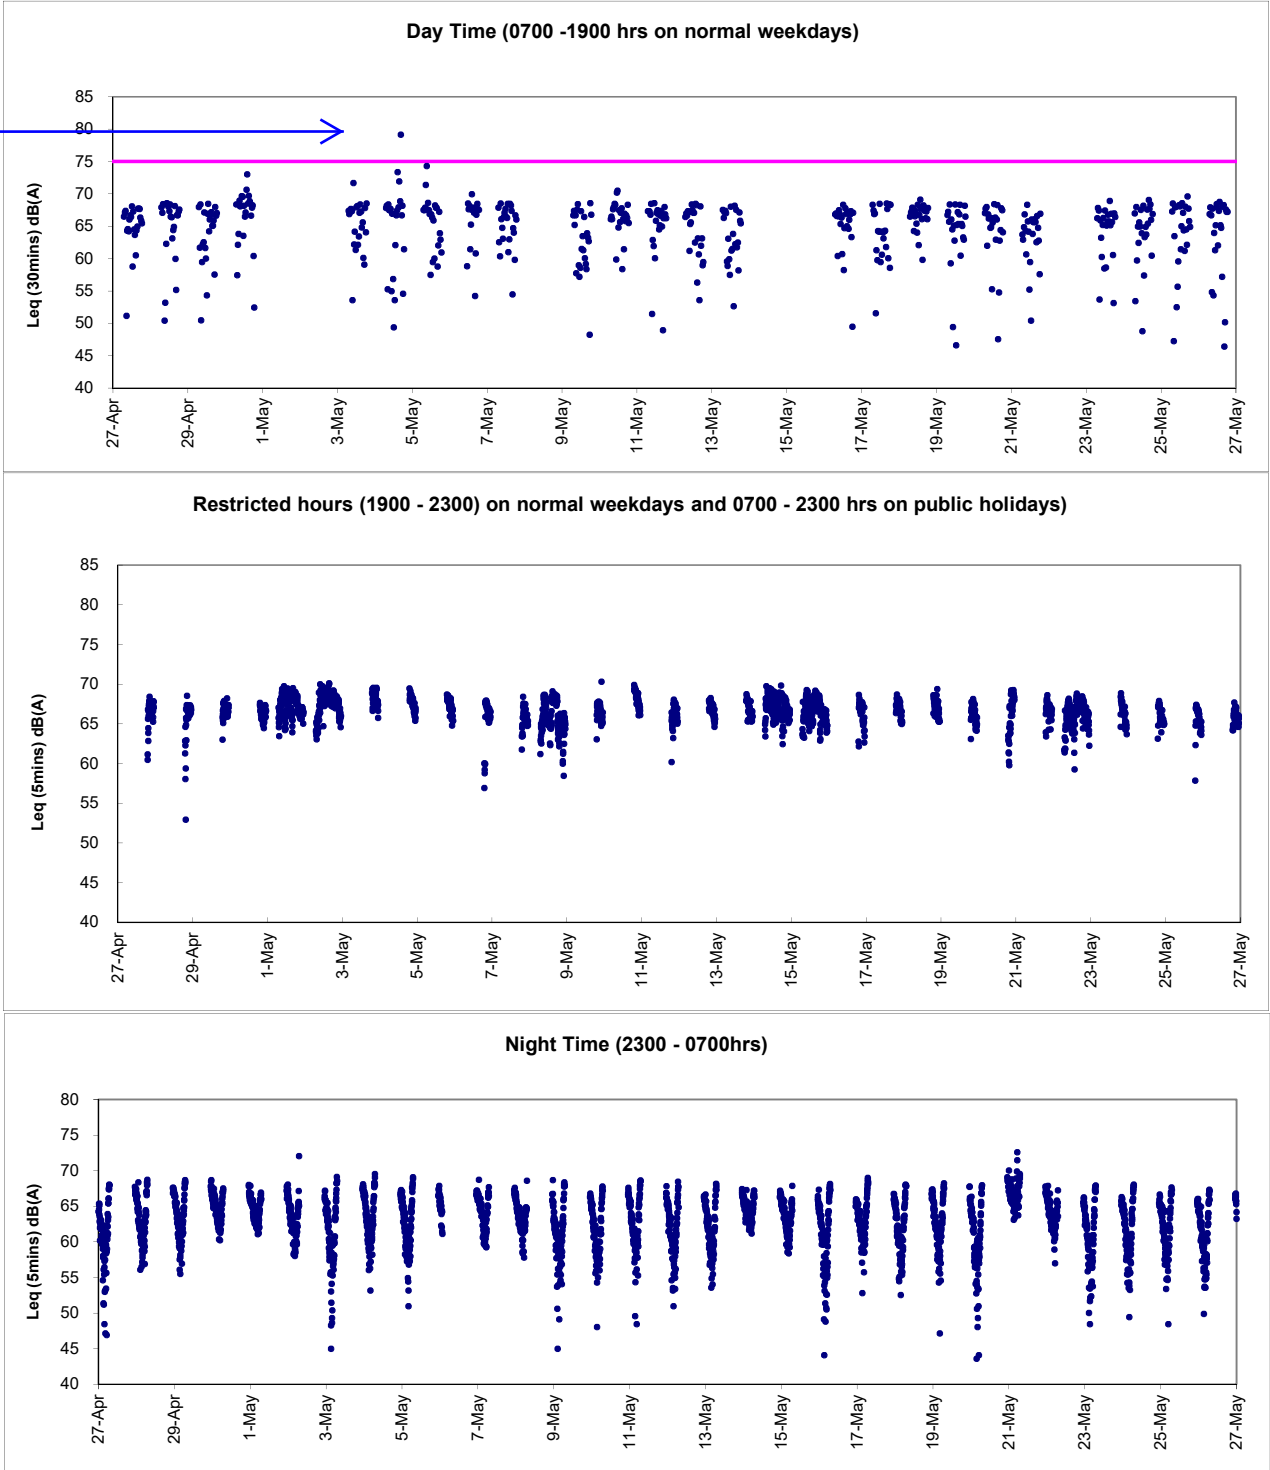 Day Time (0700 -1900 hrs on normal weekdays)
Leq (30mins) dB(A)
85
80
75
70
65
60
55
50
45
40
27-Apr
29-Apr
1-May
3-May
5-May
7-May
9-May
11-May
13-May
15-May
17-May
19-May
21-May
23-May
25-May
27-May
Restricted hours (1900 - 2300) on normal weekdays and 0700 - 2300 hrs on public holidays)
Leq (5mins) dB(A)
85
80
75
70
65
60
55
50
45
40
27-Apr
29-Apr
1-May
3-May
5-May
7-May
9-May
11-May
13-May
15-May
17-May
19-May
21-May
23-May
25-May
27-May
Night Time (2300 - 0700hrs)
Leq (5mins) dB(A)
80
75
70
65
60
55
50
45
40
27-Apr
29-Apr
1-May
3-May
5-May
7-May
9-May
11-May
13-May
15-May
17-May
19-May
21-May
23-May
25-May
27-May